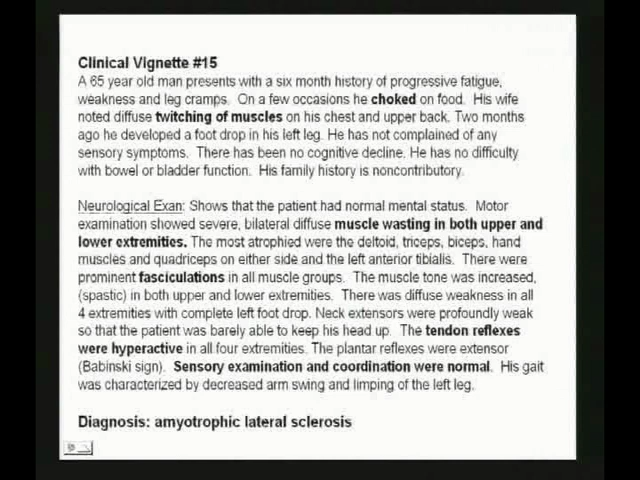 Clinical Vignette #15
A 65 year old man presents with a six month history of progressive fatigue,
weakness and leg cramps. On a few occasions he choked on food. His wife
noted diffuse twitching of muscles on his chest and upper back. Two months
ago he developed a foot drop in his left leg. He has not complained of any
sensory symptoms. There has been no cognitive decline. He has no difficulty
with bowel or bladder function. His family history is noncontributory.
Neurological Exan: Shows that the patient had normal mental status. Motor
examination showed severe, bilateral diffuse muscle wasting in both upper and
lower extremities. The most atrophied were the deltoid, triceps, biceps, hand
muscles and quadriceps on either side and the left anterior tibialis. There were
prominent fasciculations in all muscle groups. The muscle tone was increased,
(spastic) in both upper and lower extremities. There was diffuse weakness in all
4 extremities with complete left foot drop. Neck extensors were profoundly weak
so that the patient was barely able to keep his head up. The tendon reflexes
were hyperactive in all four extremities. The plantar reflexes were extensor
(Babinski sign). Sensory examination and coordination were normal. His gait
was characterized by decreased arm swing and limping of the left leg.
Diagnosis: amyotrophic lateral sclerosis